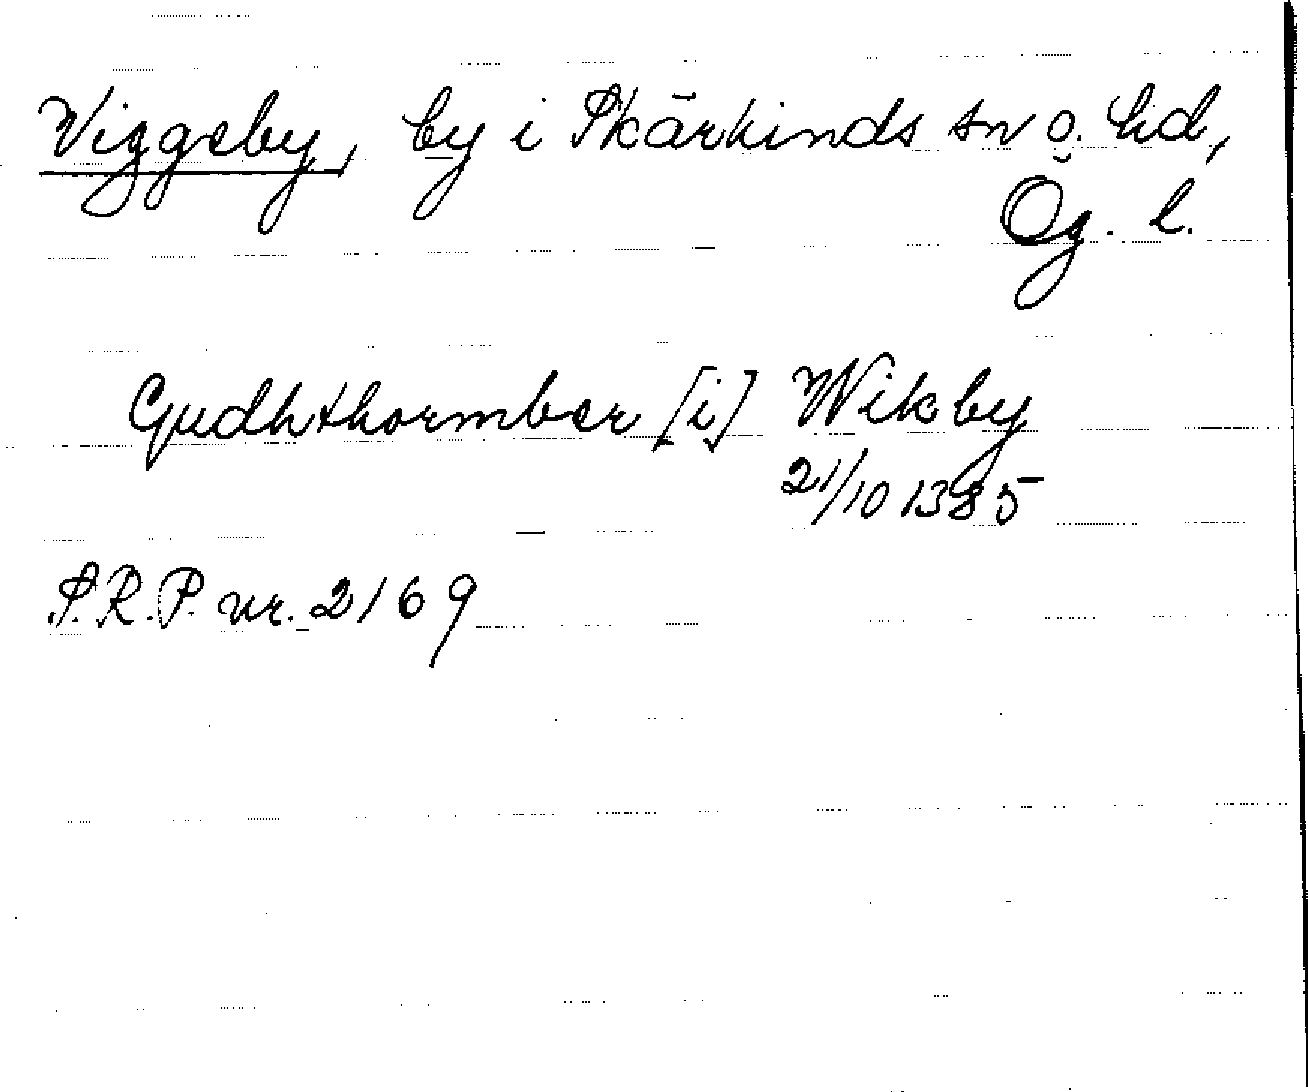 Viggeby, by i Skärkinds sn o. hd,
Ög. l.
Gudhthormber [i] Wikby
21/10 1385
S.R.P. nr. 2169